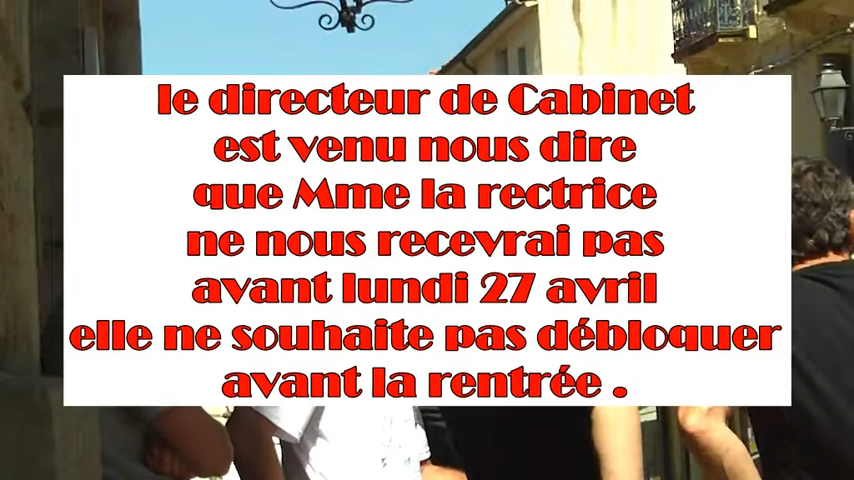 le directeur de Cabinet
est venu nous dire
que Mme la rectrice
ne nous recevrai pas
avant lundi 27 avril
elle ne souhaite pas débloquer
avant la rentrée .